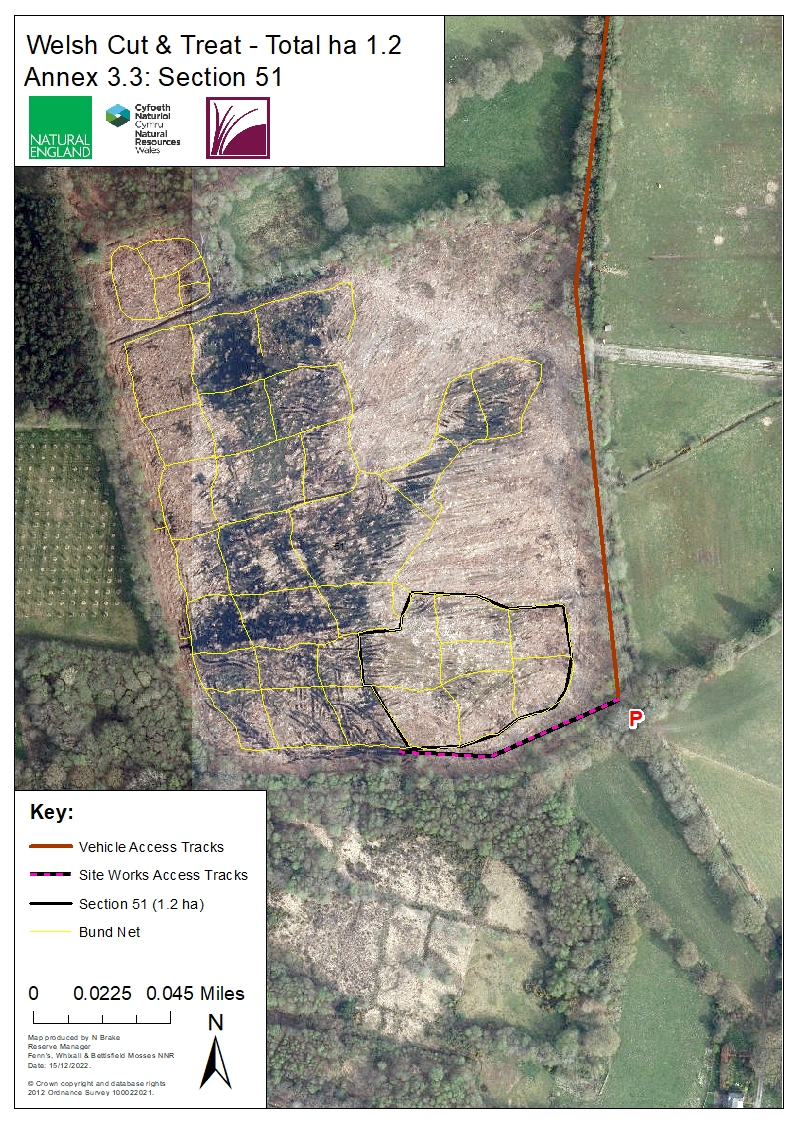 Welsh Cut & Treat - Total ha 1.2
Annex 3.3: Section 51
NATURAL
ENGLAND
Cyfoeth
Naturiol
Cymru
Natural
Resources
Wales
51
P
Key:
Vehicle Access Tracks
Site Works Access Tracks
Section 51 (1.2 ha)
Bund Net
0 0.0225 0.045 Miles
N
Map produced by N Brake
Reserve Manager
Fenn's, Whixall & Bettisfield Mosses NNR
Date: 15/12/2022.
© Crown copyright and database rights
2012 Ordnance Survey 100022021.